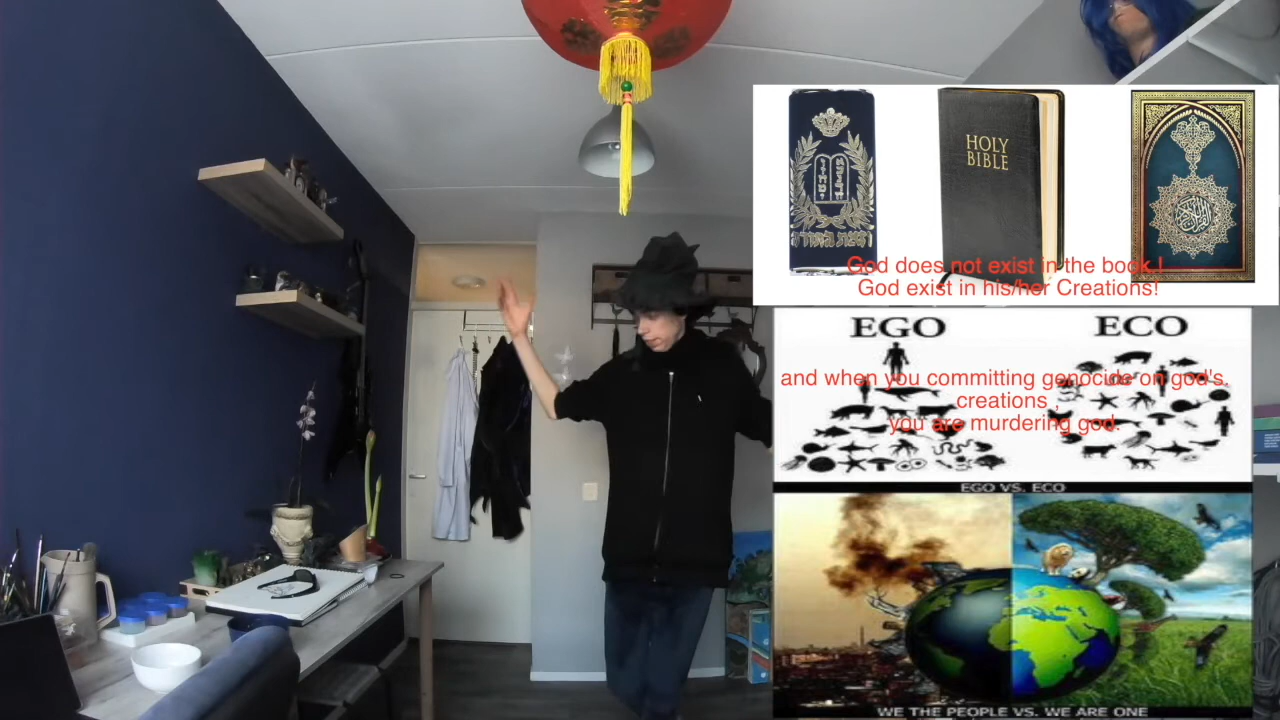 HOLY
BIBLE
God does not exist in the book !
God exist in his/her Creations!
EGO
ECO
and when you committing genocide on god's.
creations ,
you are murdering god.
EGO VS. ECO
WE THE PEOPLE VS. WE ARE ONE